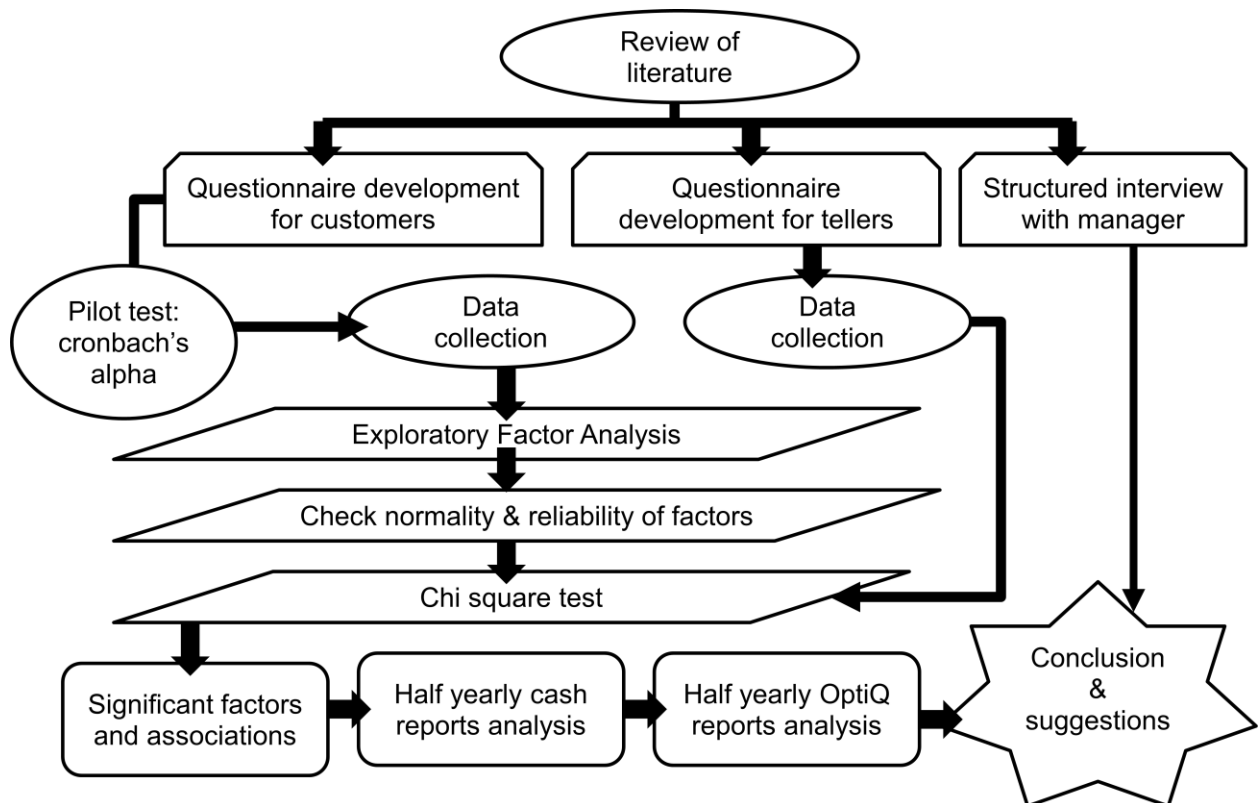 Review of
literature
Questionnaire development
for customers
Questionnaire
development for tellers
Structured interview
with manager
Pilot test:
cronbach’s
alpha
Data
collection
Data
collection
Exploratory Factor Analysis
Check normality & reliability of factors
Chi square test
Significant factors
and associations
Half yearly cash
reports analysis
Half yearly OptiQ
reports analysis
Conclusion
&
suggestions